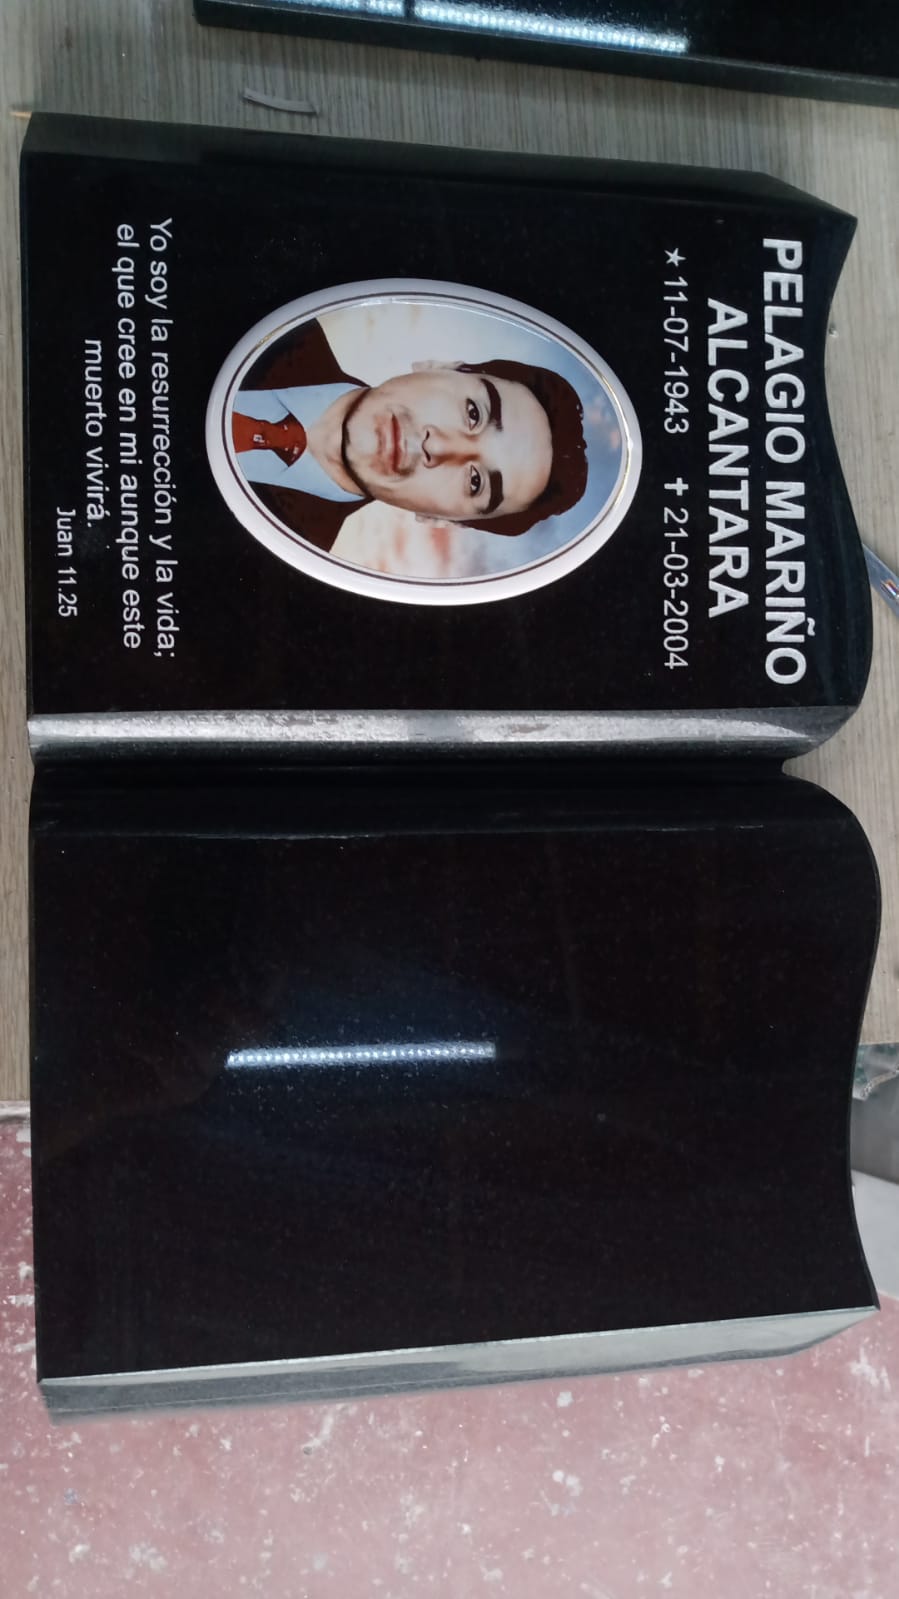 PELAGIO MARIÑO
ALCANTARA
★ 11-07-1943 ✝ 21-03-2004
Yo soy la resurrección y la vida;
el que cree en mi aunque este
muerto vivirá.
Juan 11.25